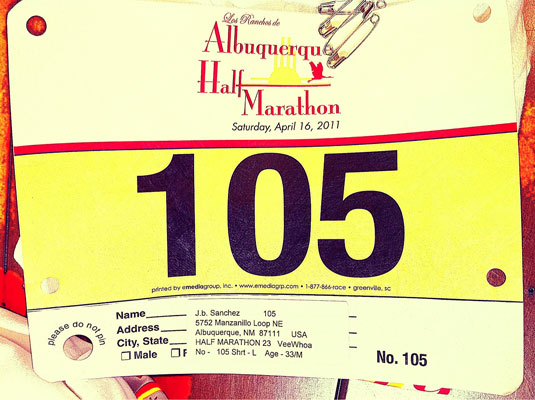 Los Ranchos de
Albuquerqu
Half
Marathon
Saturday, April 16, 2011
105
printed by emediagroup, inc. • www.emediagrp.com • 1-877-866-race • greenville, sc
please do not pin
Name
J.b. Sanchez 105
Address
5752 Manzanillo Loop NE
City, State
Albuquerque, NM 87111 USA
HALF MARATHON 23 VeeWhoa
☐ Male ☐ F
No - 105 Shrt - L Age - 33/M
No. 105